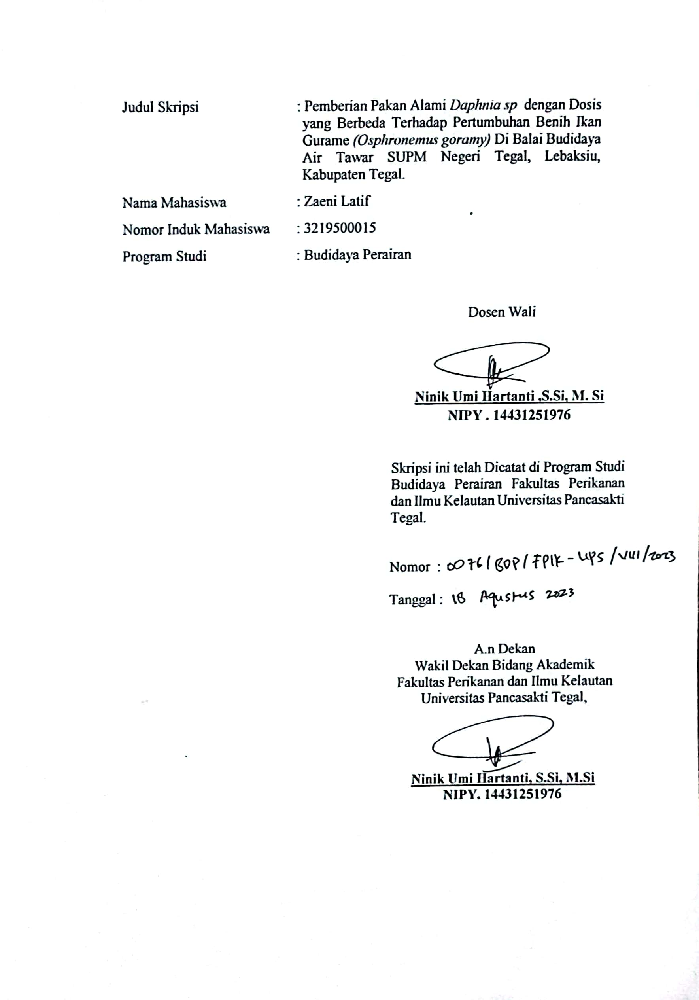 Judul Skripsi : Pemberian Pakan Alami Daphnia sp dengan Dosis
yang Berbeda Terhadap Pertumbuhan Benih Ikan
Gurame (Osphronemus goramy) Di Balai Budidaya
Air Tawar SUPM Negeri Tegal, Lebaksiu,
Kabupaten Tegal.
Nama Mahasiswa : Zaeni Latif
Nomor Induk Mahasiswa : 3219500015
Program Studi : Budidaya Perairan
Dosen Wali
Ninik Umi Hartanti ,S.Si, M. Si
NIPY . 14431251976
Skripsi ini telah Dicatat di Program Studi
Budidaya Perairan Fakultas Perikanan
dan Ilmu Kelautan Universitas Pancasakti
Tegal.
Nomor : 0076/BDP/FPIK-UPS/VIII/2023
Tanggal : 18 Agustus 2023
A.n Dekan
Wakil Dekan Bidang Akademik
Fakultas Perikanan dan Ilmu Kelautan
Universitas Pancasakti Tegal,
Ninik Umi Hartanti, S.Si, M.Si
NIPY. 14431251976